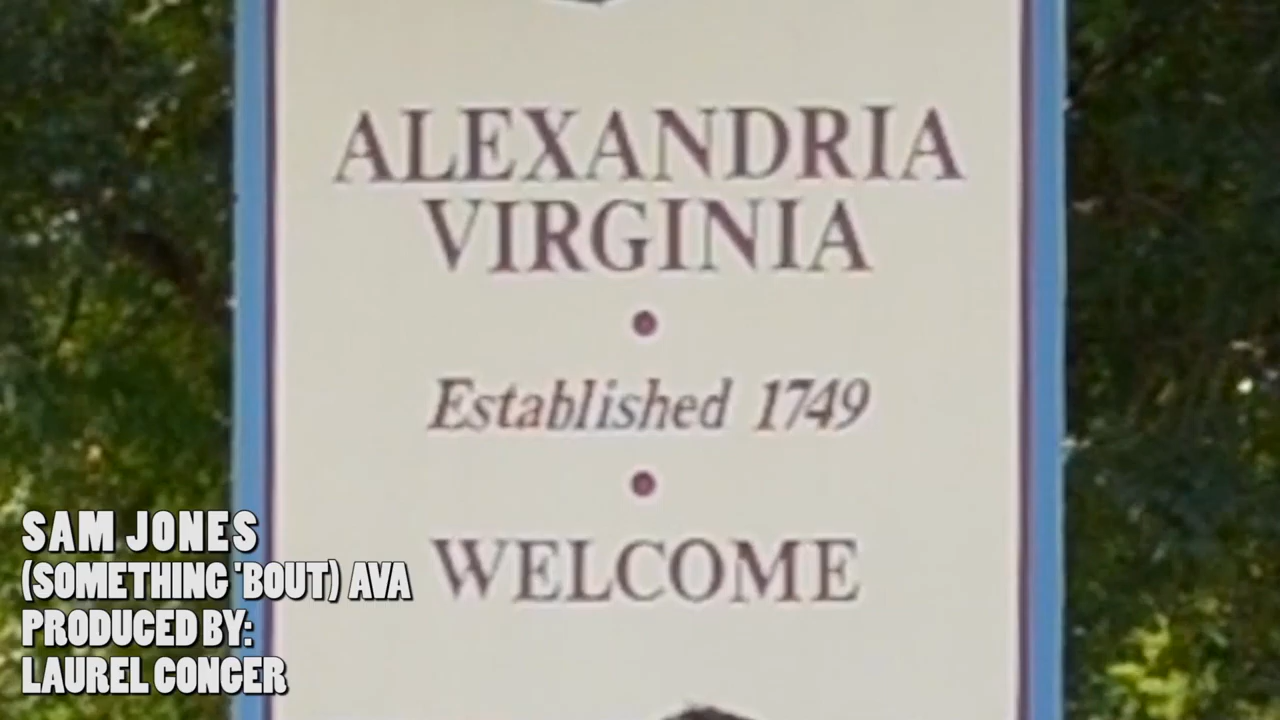 ALEXANDRIA
VIRGINIA
Established 1749
WELCOME
SAM JONES
(SOMETHING 'BOUT) AVA
PRODUCED BY:
LAUREL CONGER